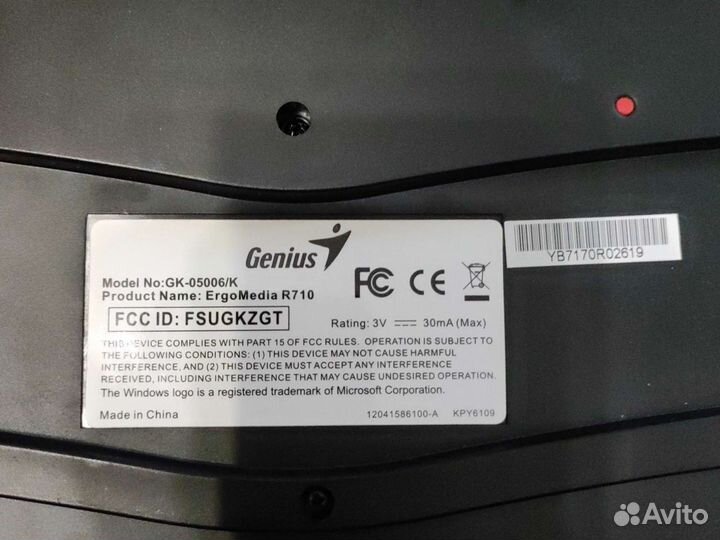 Genius
Model No:GK-05006/K
Product Name: ErgoMedia R710
FCC ID: FSUGKZGT
FC CE
Rating: 3V 30mA (Max)
THIS DEVICE COMPLIES WITH PART 15 OF FCC RULES. OPERATION IS SUBJECT TO
THE FOLLOWING CONDITIONS: (1) THIS DEVICE MAY NOT CAUSE HARMFUL
INTERFERENCE, AND (2) THIS DEVICE MUST ACCEPT ANY INTERFERENCE
RECEIVED, INCLUDING INTERFERENCE THAT MAY CAUSE UNDESIRED OPERATION.
The Windows logo is a registered trademark of Microsoft Corporation.
Made in China 12041586100-A KPY6109
YB7170R02619
Avito